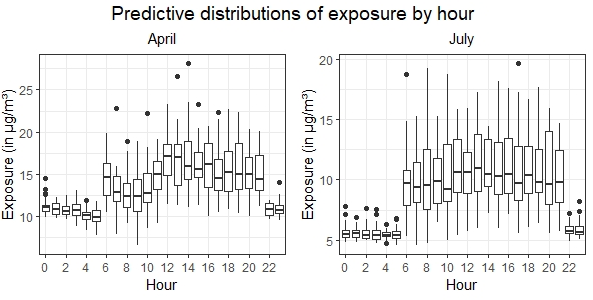 Predictive distributions of exposure by hour
April
July
Exposure (in µg/m³)
25
20
15
10
0 2 4 6 8 10 12 14 16 18 20 22
Hour
Exposure (in µg/m³)
20
15
10
5
0 2 4 6 8 10 12 14 16 18 20 22
Hour